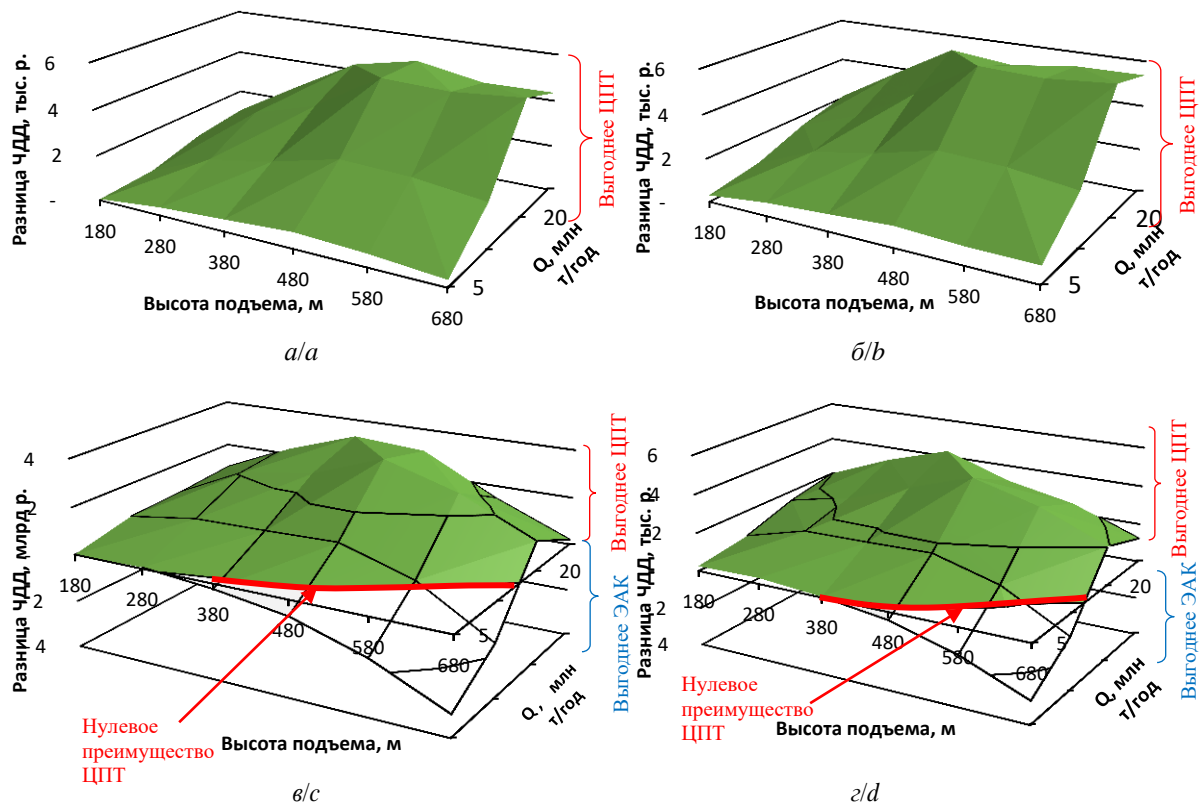 Разница ЧДД, тыс. р.
6
4
2
-
180
280
380
480
580
680
Высота подъема, м
5
20
Q, млн
т/год
Выгоднее ЦПТ
а/a
Разница ЧДД, тыс. р.
6
4
2
-
180
280
380
480
580
680
Высота подъема, м
5
20
Q, млн
т/год
Выгоднее ЦПТ
б/b
Разница ЧДД, млрд р.
4
2
2
4
180
280
380
480
580
680
Высота подъема, м
5
20
Q, млн
т/год
Выгоднее ЦПТ
Выгоднее ЭАК
Нулевое
преимущество
ЦПТ
в/c
Разница ЧДД, тыс. р.
6
4
2
2
4
180
280
380
480
580
680
Высота подъема, м
5
20
Q, млн
т/год
Выгоднее ЦПТ
Выгоднее ЭАК
Нулевое
преимущество
ЦПТ
г/d